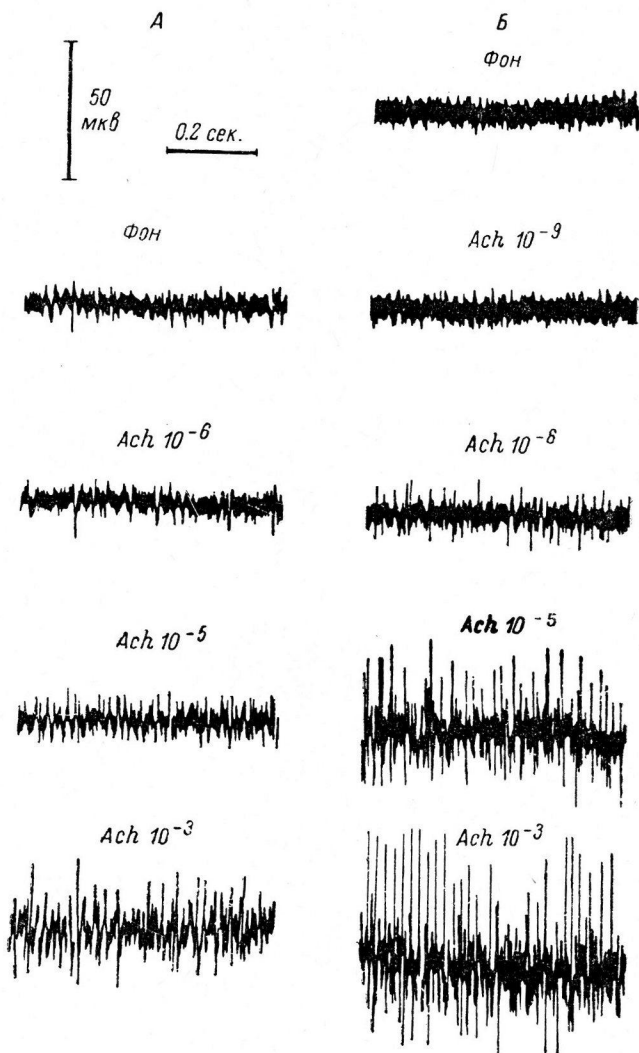 А
Б
Фон
50
мкв
0.2 сек.
Фон
Ach 10⁻⁹
Ach 10⁻⁶
Ach 10⁻⁶
Ach 10⁻⁵
Ach 10⁻⁵
Ach 10⁻³
Ach 10⁻³